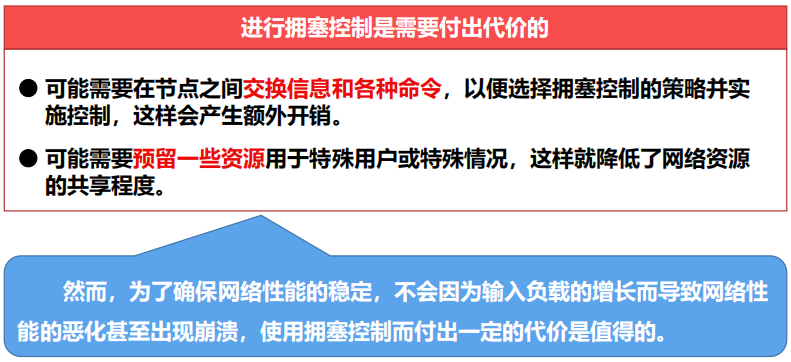 进行拥塞控制是需要付出代价的
● 可能需要在节点之间交换信息和各种命令，以便选择拥塞控制的策略并实
施控制，这样会产生额外开销。
● 可能需要预留一些资源用于特殊用户或特殊情况，这样就降低了网络资源
的共享程度。
然而，为了确保网络性能的稳定，不会因为输入负载的增长而导致网络性
能的恶化甚至出现崩溃，使用拥塞控制而付出一定的代价是值得的。